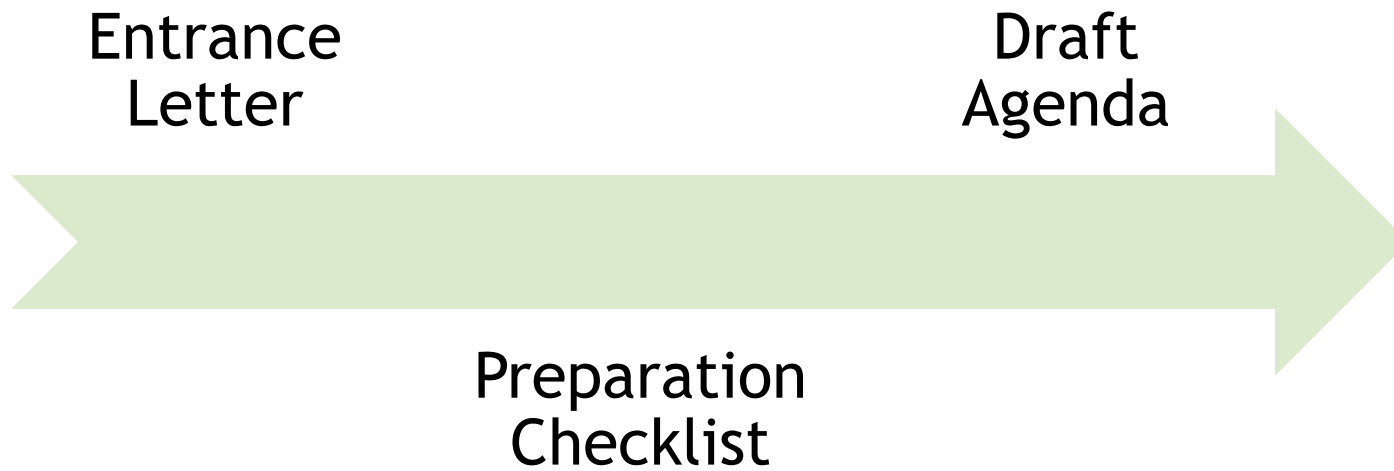 Entrance
Letter
Preparation
Checklist
Draft
Agenda